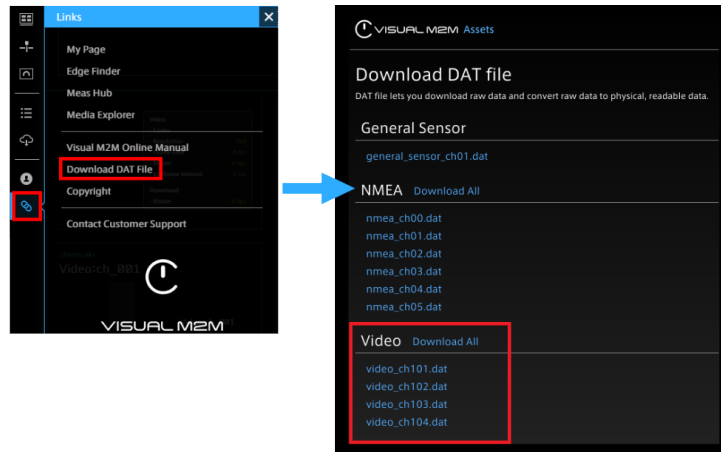 Links
My Page
Edge Finder
Meas Hub
Media Explorer
Visual M2M Online Manual
Download DAT File
Copyright
Contact Customer Support
Video:ch_001
VISUAL M2M
VISUAL M2M Assets
Download DAT file
DAT file lets you download raw data and convert raw data to physical, readable data.
General Sensor
general_sensor_ch01.dat
NMEA Download All
nmea_ch00.dat
nmea_ch01.dat
nmea_ch02.dat
nmea_ch03.dat
nmea_ch04.dat
nmea_ch05.dat
Video Download All
video_ch101.dat
video_ch102.dat
video_ch103.dat
video_ch104.dat